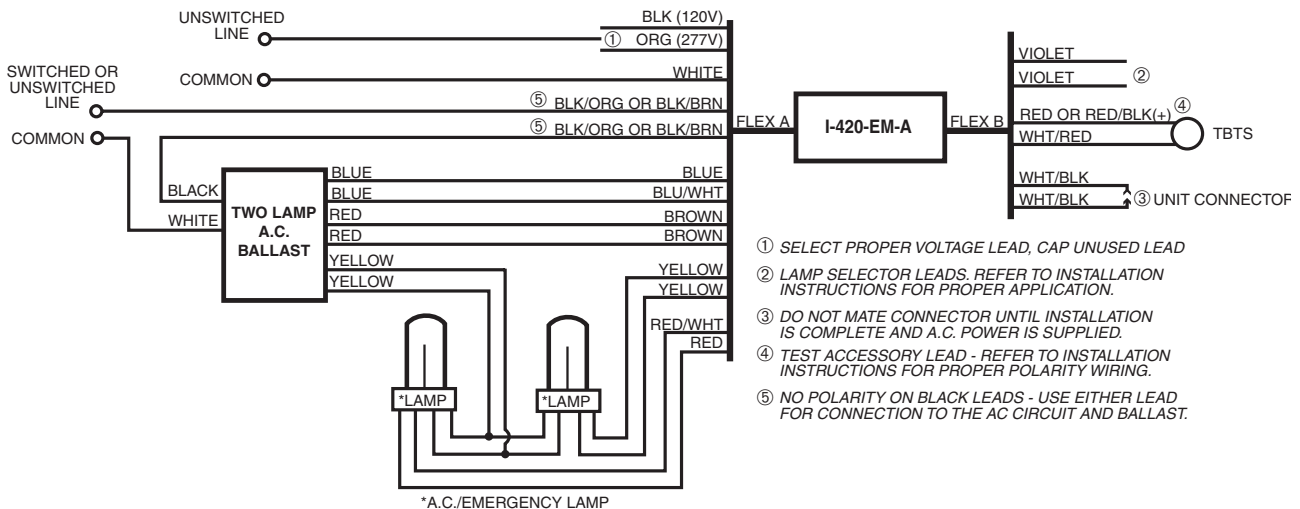 UNSWITCHED
LINE
BLK (120V)
① ORG (277V)
COMMON
WHITE
SWITCHED OR
UNSWITCHED
LINE
⑤ BLK/ORG OR BLK/BRN
COMMON
⑤ BLK/ORG OR BLK/BRN
FLEX A
I-420-EM-A
FLEX B
VIOLET
VIOLET ②
RED OR RED/BLK(+) ④
WHT/RED
TBTS
WHT/BLK
WHT/BLK
③ UNIT CONNECTOR
BLACK
WHITE
TWO LAMP
A.C.
BALLAST
BLUE
BLUE
RED
RED
YELLOW
YELLOW
BLUE
BLU/WHT
BROWN
BROWN
YELLOW
YELLOW
RED/WHT
RED
*LAMP
*LAMP
*A.C./EMERGENCY LAMP
① SELECT PROPER VOLTAGE LEAD, CAP UNUSED LEAD
② LAMP SELECTOR LEADS. REFER TO INSTALLATION
INSTRUCTIONS FOR PROPER APPLICATION.
③ DO NOT MATE CONNECTOR UNTIL INSTALLATION
IS COMPLETE AND A.C. POWER IS SUPPLIED.
④ TEST ACCESSORY LEAD - REFER TO INSTALLATION
INSTRUCTIONS FOR PROPER POLARITY WIRING.
⑤ NO POLARITY ON BLACK LEADS - USE EITHER LEAD
FOR CONNECTION TO THE AC CIRCUIT AND BALLAST.